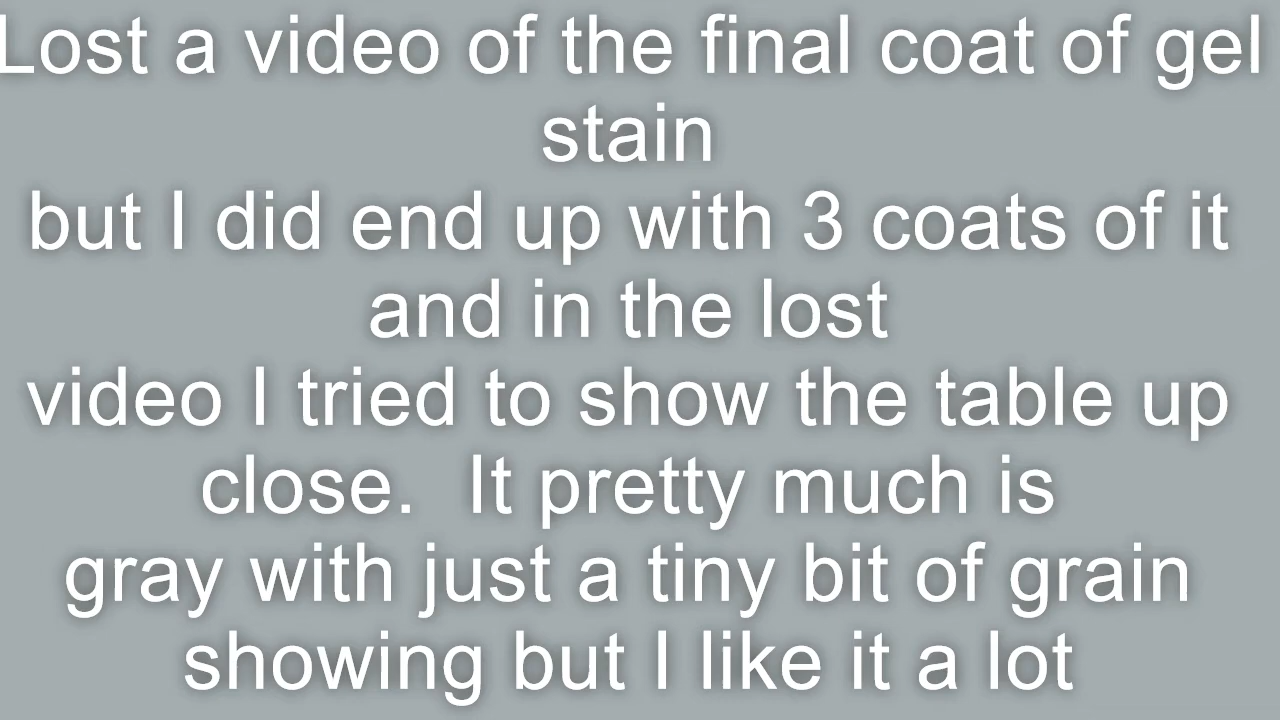 Lost a video of the final coat of gel
stain
but I did end up with 3 coats of it
and in the lost
video I tried to show the table up
close.  It pretty much is
gray with just a tiny bit of grain
showing but I like it a lot